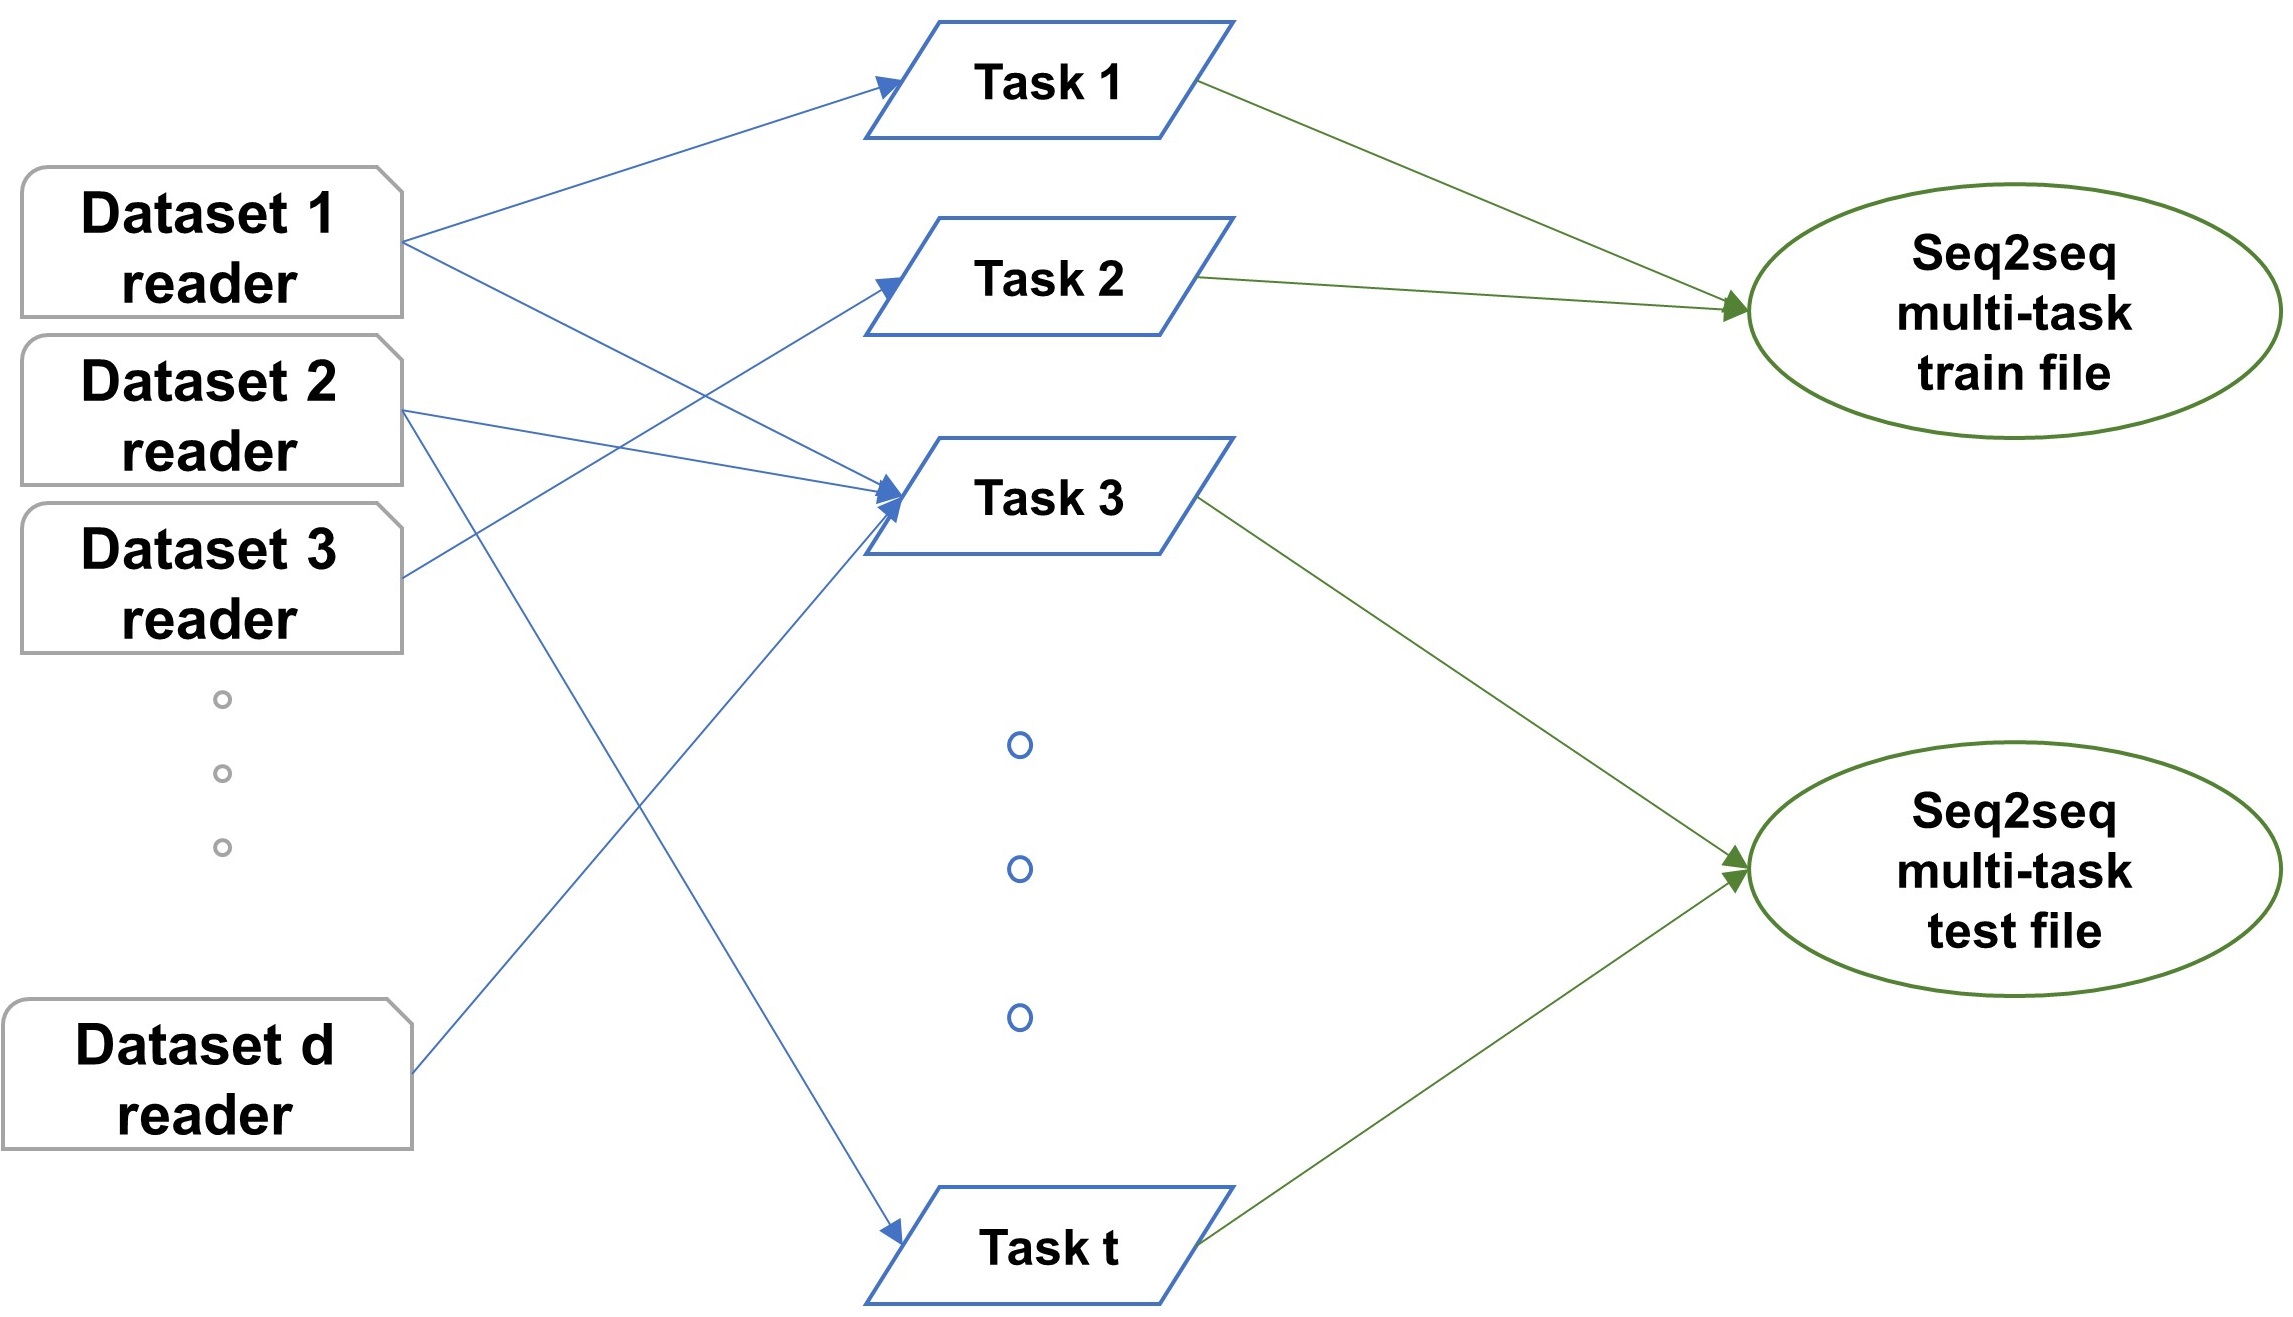 Dataset 1
reader
Dataset 2
reader
Dataset 3
reader
Dataset d
reader
Task 1
Task 2
Task 3
Task t
Seq2seq
multi-task
train file
Seq2seq
multi-task
test file